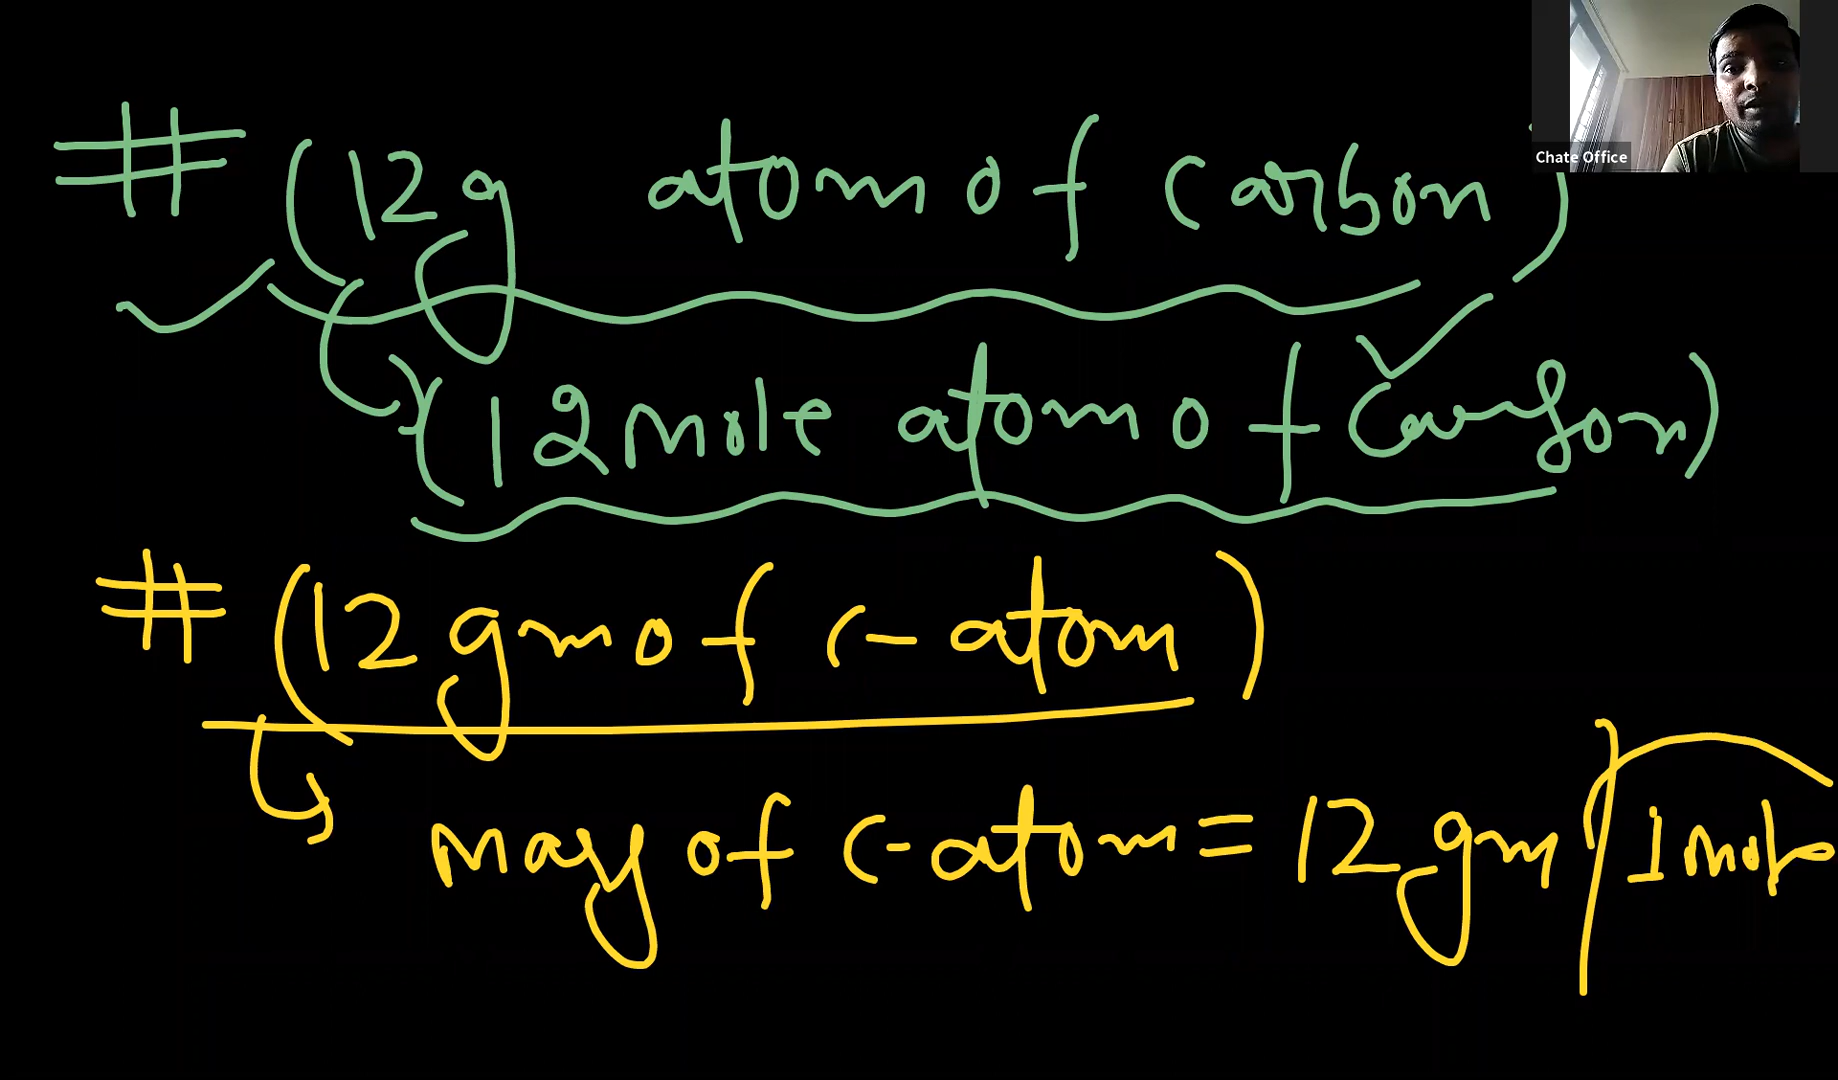 # (12g atom of carbon)
Chate Office
(12 mole atom of Carbon)
# (12 gm of C-atom)
mass of C-atom = 12 gm | 1 mole